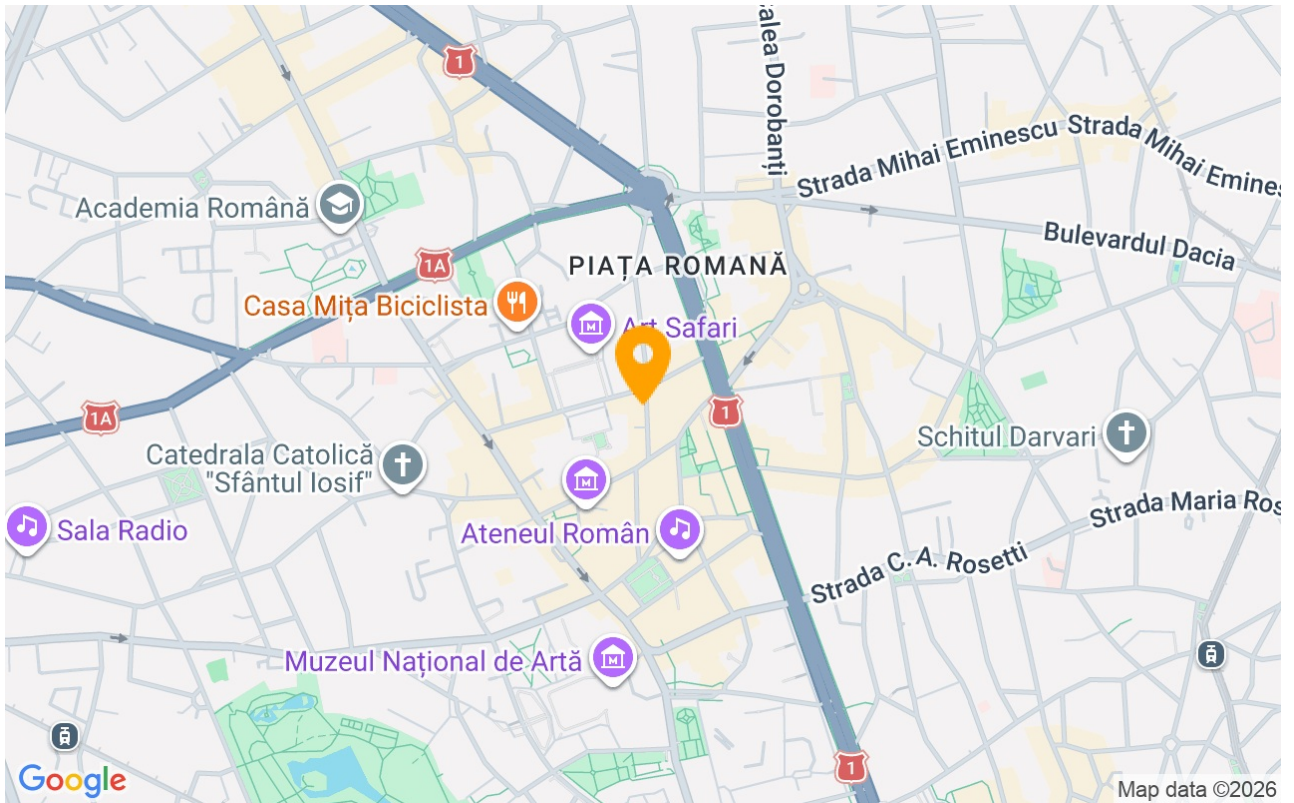 1
alea Dorobanți
Strada Mihai Eminescu
Strada Mihai Emines
Academia Română
Bulevardul Dacia
1A
PIAȚA ROMANĂ
Casa Mița Biciclista
M
Art Safari
1A
1
Catedrala Catolică
"Sfântul Iosif"
Schitul Darvari
M
Strada Maria Ros
Sala Radio
Ateneul Român
Strada C. A. Rosetti
Muzeul Național de Artă
M
1
Google
Map data ©2026